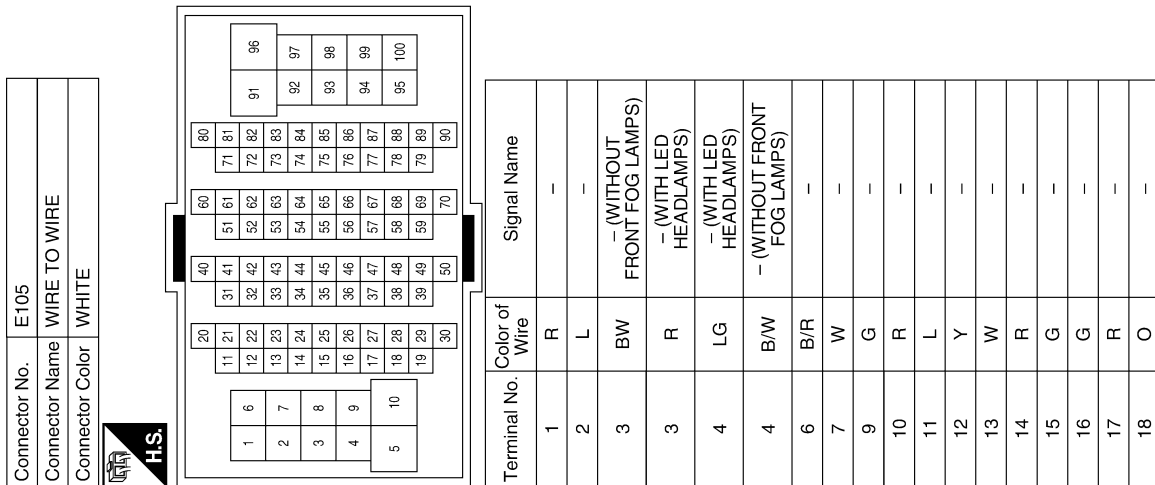 Connector No. E105
Connector Name WIRE TO WIRE
Connector Color WHITE
H.S.
20 40 60 80
11 21 31 41 51 61 71 81
1 6 12 22 32 42 52 62 72 82 91 96
2 7 13 23 33 43 53 63 73 83
14 24 34 44 54 64 74 84 92 97
3 8 15 25 35 45 55 65 75 85 93 98
4 9 16 26 36 46 56 66 76 86
17 27 37 47 57 67 77 87 94 99
5 10 18 28 38 48 58 68 78 88 95 100
19 29 39 49 59 69 79 89
30 50 70 90
Terminal No. Color of Wire Signal Name
1 R –
2 L –
3 BW – (WITHOUT
FRONT FOG LAMPS)
3 R – (WITH LED
HEADLAMPS)
4 LG – (WITH LED
HEADLAMPS)
4 B/W – (WITHOUT FRONT
FOG LAMPS)
6 B/R –
7 W –
9 G –
10 R –
11 L –
12 Y –
13 W –
14 R –
15 G –
16 G –
17 R –
18 O –